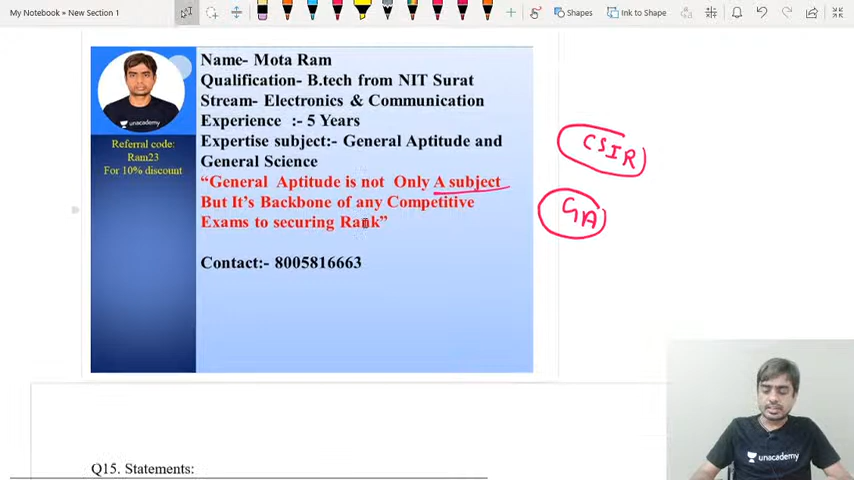 My Notebook » New Section 1
Shapes
Ink to Shape
Name- Mota Ram
Qualification- B.tech from NIT Surat
Stream- Electronics & Communication
Experience :- 5 Years
Expertise subject:- General Aptitude and
General Science
“General Aptitude is not Only A subject
But It’s Backbone of any Competitive
Exams to securing Rank”
Contact:- 8005816663
unacademy
Referral code:
Ram23
For 10% discount
CSIR
GA
unacademy
Q15. Statements: